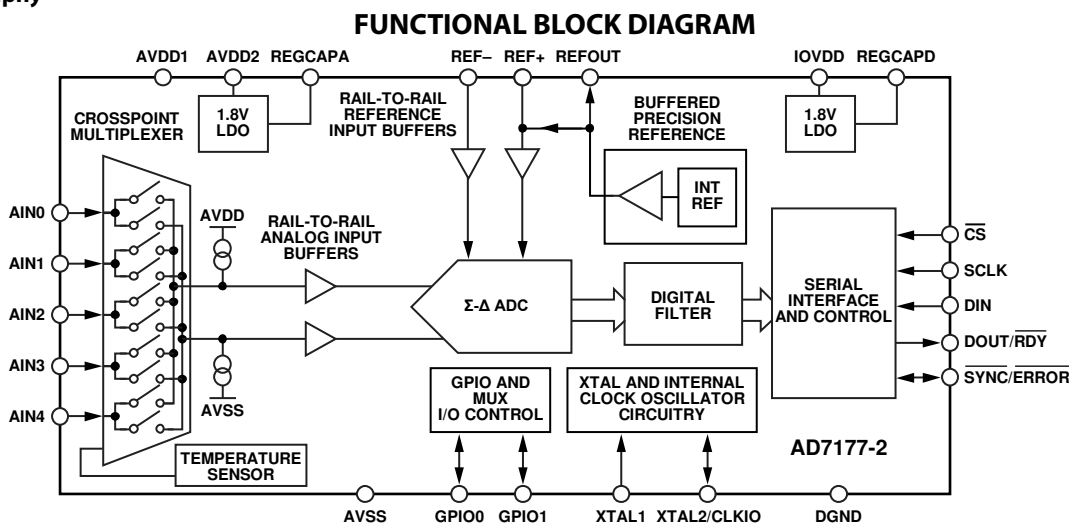 phy
FUNCTIONAL BLOCK DIAGRAM
AVDD1 AVDD2 REGCAPA REF– REF+ REFOUT IOVDD REGCAPD
CROSSPOINT
MULTIPLEXER
1.8V
LDO
RAIL-TO-RAIL
REFERENCE
INPUT BUFFERS
BUFFERED
PRECISION
REFERENCE
1.8V
LDO
INT
REF
AIN0
AIN1
AIN2
AIN3
AIN4
AVDD
RAIL-TO-RAIL
ANALOG INPUT
BUFFERS
AVSS
Σ-Δ ADC
DIGITAL
FILTER
SERIAL
INTERFACE
AND CONTROL
CS
SCLK
DIN
DOUT/RDY
SYNC/ERROR
GPIO AND
MUX
I/O CONTROL
XTAL AND INTERNAL
CLOCK OSCILLATOR
CIRCUITRY
TEMPERATURE
SENSOR
AD7177-2
AVSS GPIO0 GPIO1 XTAL1 XTAL2/CLKIO DGND